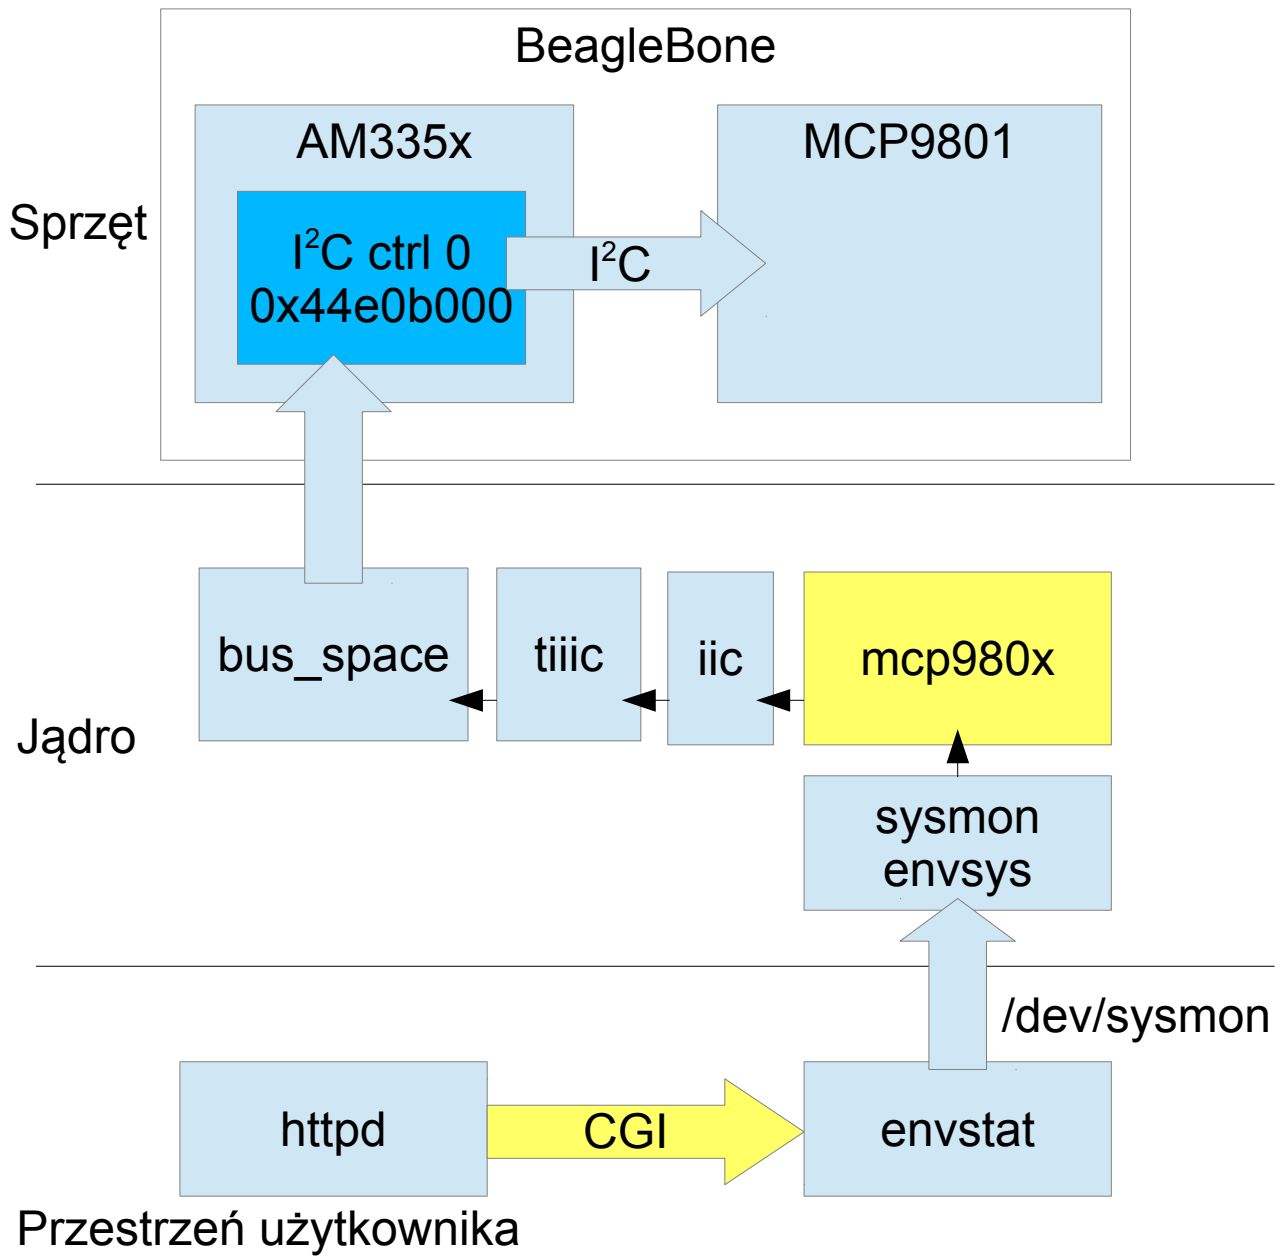 BeagleBone
AM335x
MCP9801
Sprzęt
I²C ctrl 0
0x44e0b000
I²C
bus_space
tiiic
iic
mcp980x
Jądro
sysmon
envsys
/dev/sysmon
httpd
CGI
envstat
Przestrzeń użytkownika